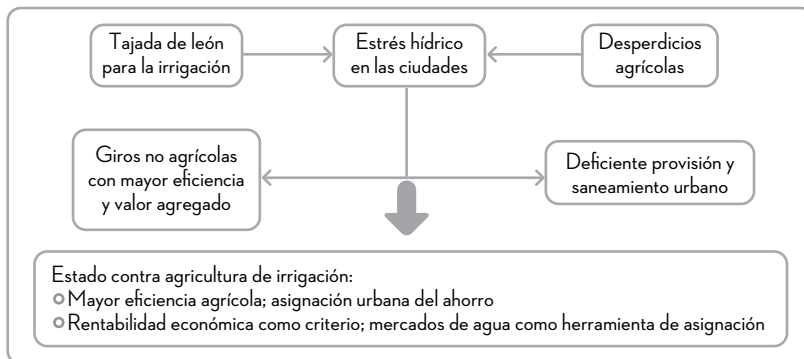 Tajada de león
para la irrigación
Estrés hídrico
en las ciudades
Desperdicios
agrícolas
Giros no agrícolas
con mayor eficiencia
y valor agregado
Deficiente provisión y
saneamiento urbano
Estado contra agricultura de irrigación:
Mayor eficiencia agrícola; asignación urbana del ahorro
Rentabilidad económica como criterio; mercados de agua como herramienta de asignación